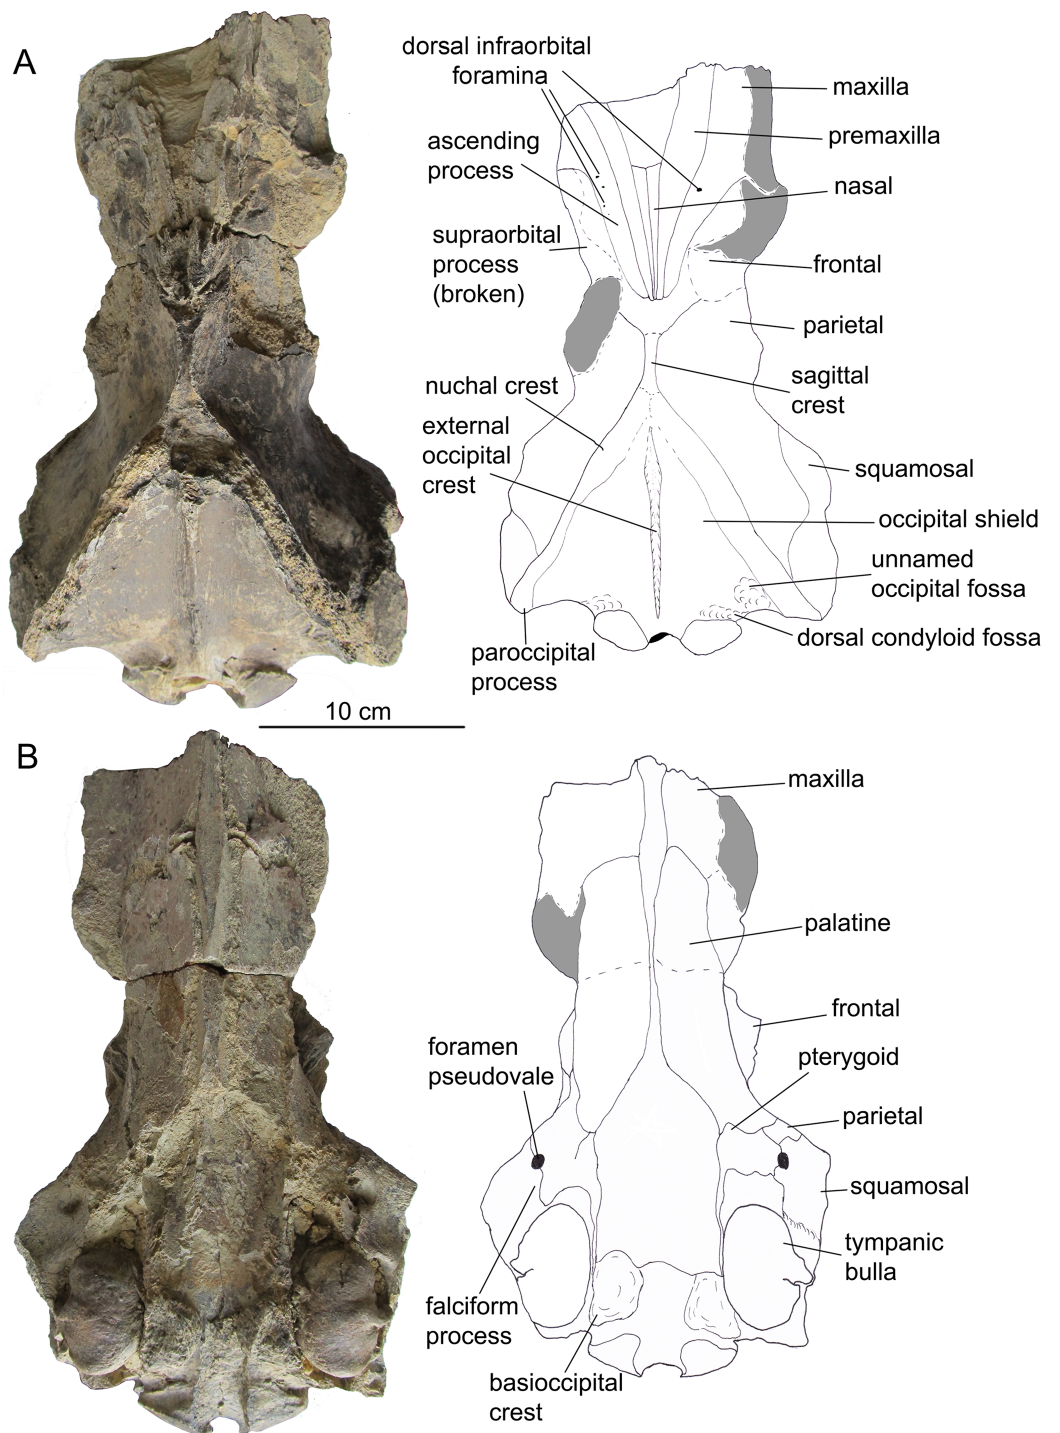 A
dorsal infraorbital
foramina
maxilla
premaxilla
ascending
process
nasal
supraorbital
process
(broken)
frontal
parietal
sagittal
crest
nuchal crest
external
occipital
crest
squamosal
occipital shield
unnamed
occipital fossa
dorsal condyloid fossa
paroccipital
process
10 cm
B
maxilla
palatine
frontal
foramen
pseudovale
pterygoid
parietal
squamosal
tympanic
bulla
falciform
process
basioccipital
crest